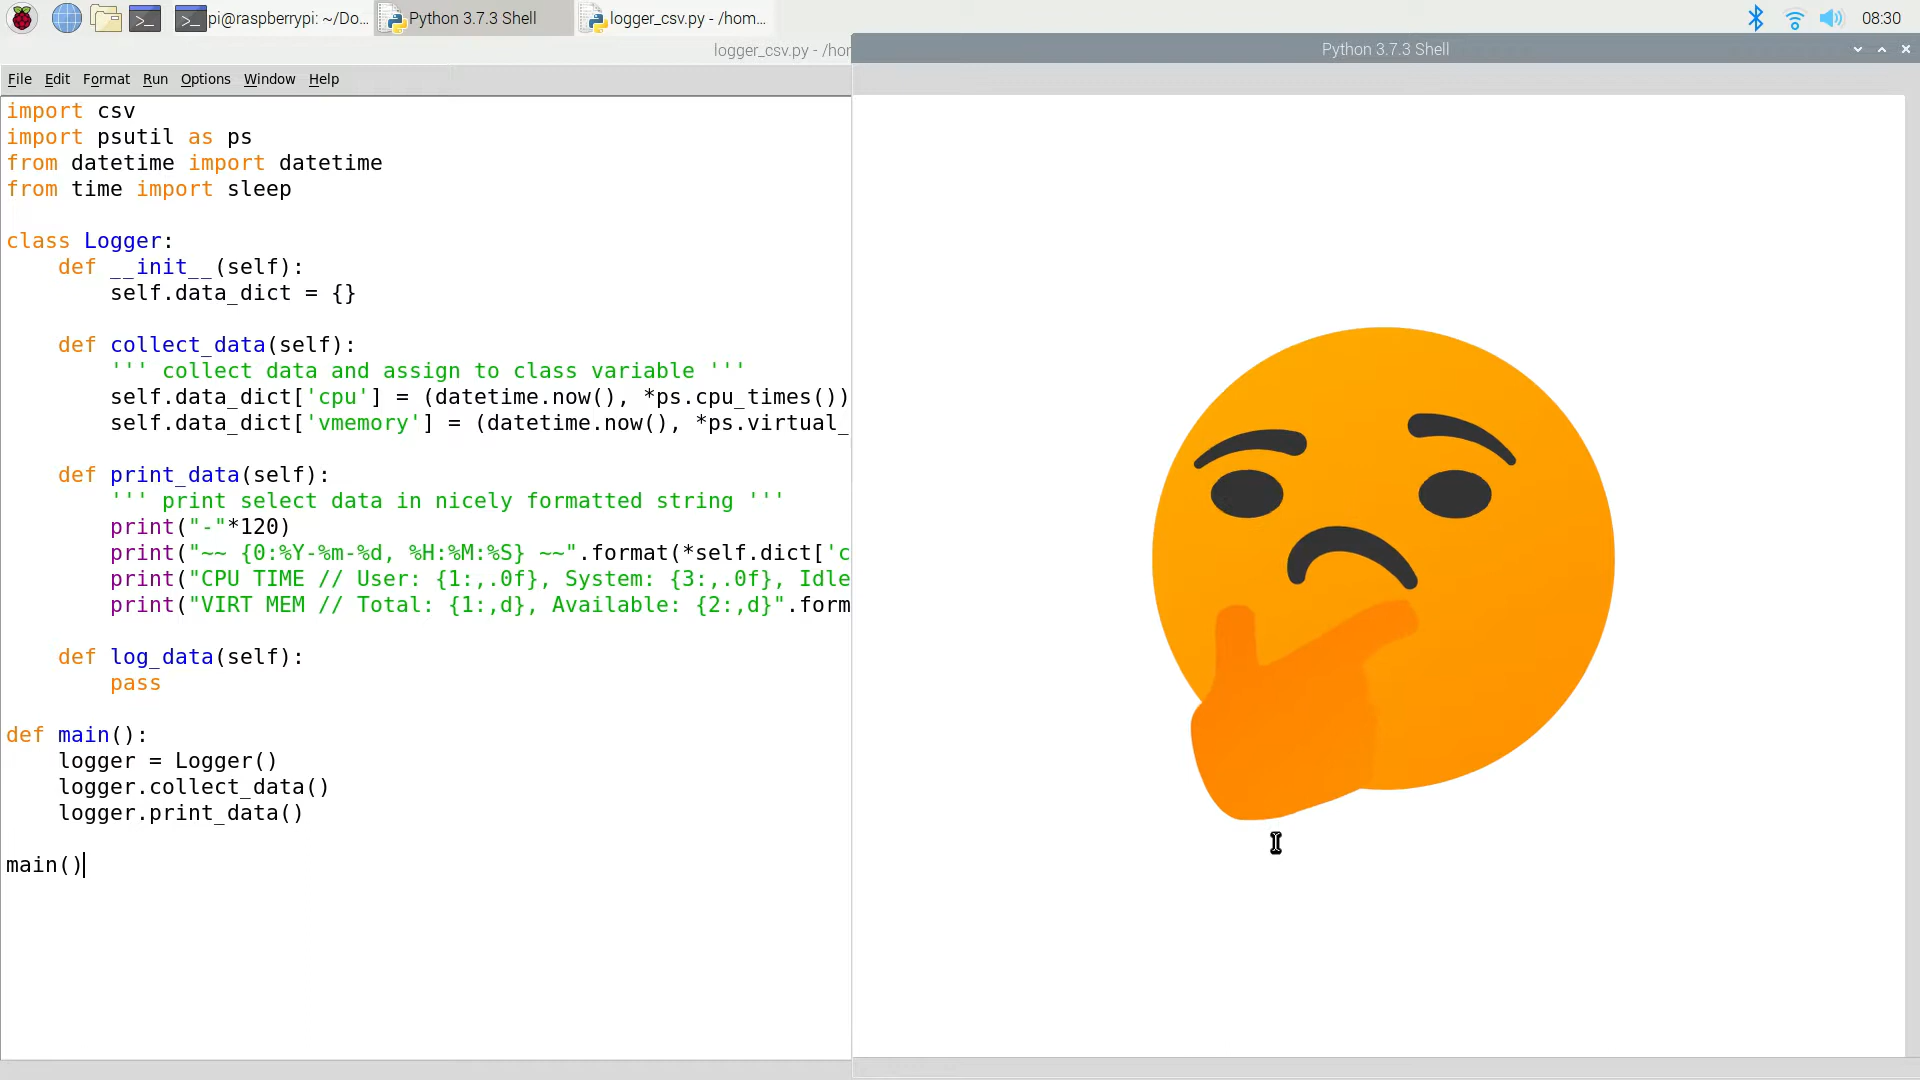 pi@raspberrypi: ~/Do...
Python 3.7.3 Shell
logger_csv.py - /hom...
08:30
logger_csv.py - /hor
Python 3.7.3 Shell
File Edit Format Run Options Window Help
import csv
import psutil as ps
from datetime import datetime
from time import sleep
class Logger:
    def __init__(self):
        self.data_dict = {}
    def collect_data(self):
        ''' collect data and assign to class variable '''
        self.data_dict['cpu'] = (datetime.now(), *ps.cpu_times())
        self.data_dict['vmemory'] = (datetime.now(), *ps.virtual_
    def print_data(self):
        ''' print select data in nicely formatted string '''
        print("-"*120)
        print("~~ {0:%Y-%m-%d, %H:%M:%S} ~~".format(*self.dict['c
        print("CPU TIME // User: {1:,.0f}, System: {3:,.0f}, Idle
        print("VIRT MEM // Total: {1:,d}, Available: {2:,d}".form
    def log_data(self):
        pass
def main():
    logger = Logger()
    logger.collect_data()
    logger.print_data()
main()